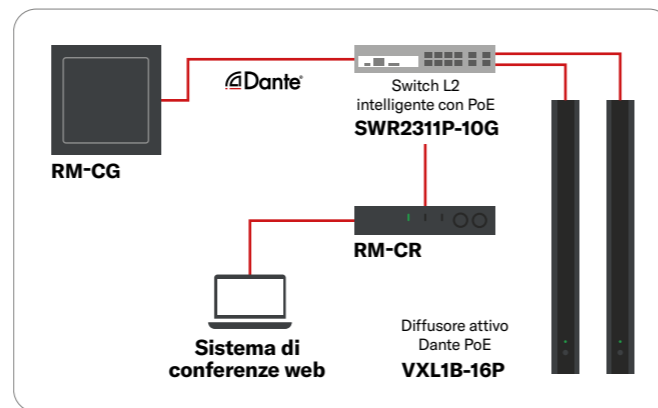 Dante®
Switch L2
intelligente con PoE
SWR2311P-10G
RM-CG
RM-CR
Sistema di
conferenze web
Diffusore attivo
Dante PoE
VXL1B-16P